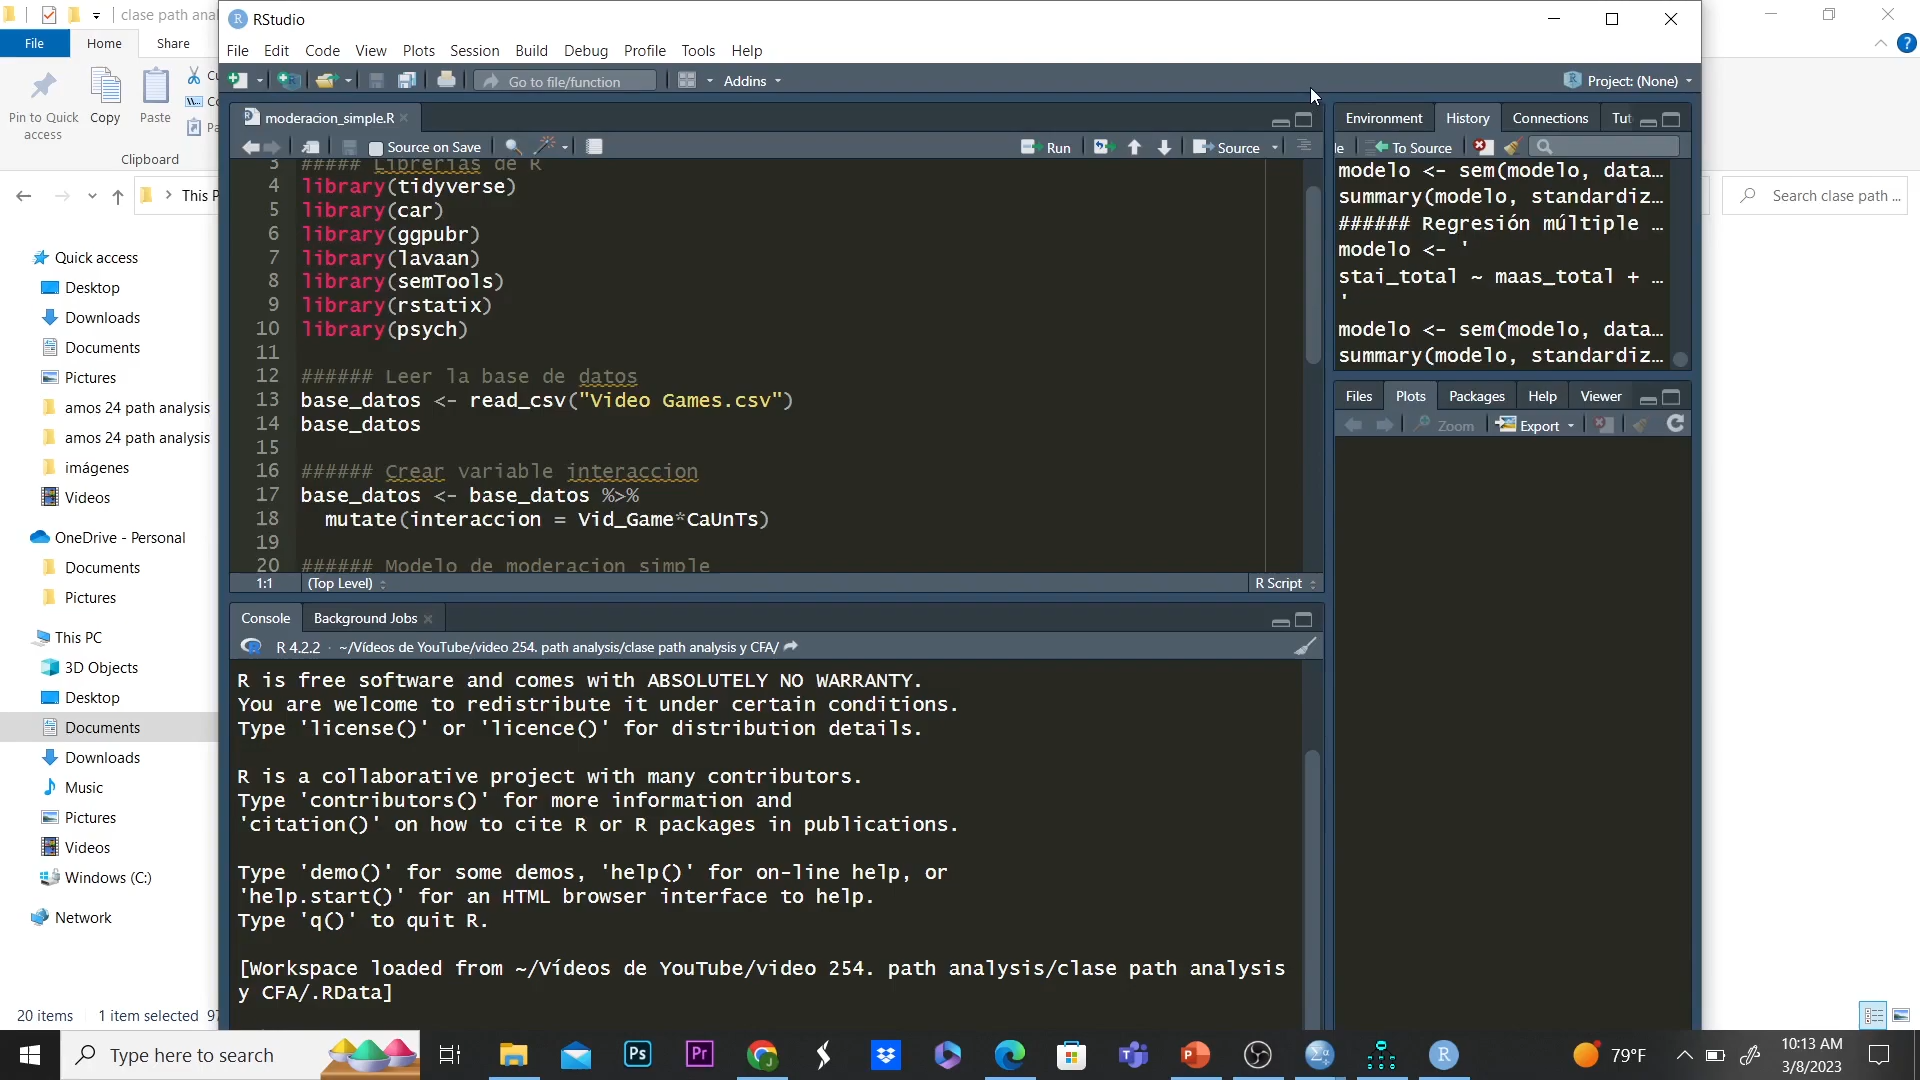 clase path anal
RStudio
File
Home
Share
File Edit Code View Plots Session Build Debug Profile Tools Help
Go to file/function
Addins
Project: (None)
Pin to Quick access
Copy
Paste
Clipboard
moderacion_simple.R
Source on Save
Run
Source
3 ##### Librerias de R
4 library(tidyverse)
5 library(car)
6 library(ggpubr)
7 library(lavaan)
8 library(semTools)
9 library(rstatix)
10 library(psych)
11
12 ###### Leer la base de datos
13 base_datos <- read_csv("Video Games.csv")
14 base_datos
15
16 ###### Crear variable interaccion
17 base_datos <- base_datos %>%
18 mutate(interaccion = Vid_Game*CaUnTs)
19
20 ###### Modelo de moderacion simple
1:1 (Top Level)
R Script
Environment History Connections Tut
To Source
modelo <- sem(modelo, data…
summary(modelo, standardiz…
###### Regresión múltiple …
modelo <- '
stai_total ~ maas_total + …
'
modelo <- sem(modelo, data…
summary(modelo, standardiz…
Files Plots Packages Help Viewer
Zoom
Export
Console Background Jobs
R 4.2.2 · ~/Vídeos de YouTube/video 254. path analysis/clase path analysis y CFA/
R is free software and comes with ABSOLUTELY NO WARRANTY.
You are welcome to redistribute it under certain conditions.
Type 'license()' or 'licence()' for distribution details.
R is a collaborative project with many contributors.
Type 'contributors()' for more information and
'citation()' on how to cite R or R packages in publications.
Type 'demo()' for some demos, 'help()' for on-line help, or
'help.start()' for an HTML browser interface to help.
Type 'q()' to quit R.
[Workspace loaded from ~/Vídeos de YouTube/video 254. path analysis/clase path analysis
y CFA/.RData]
This P
Search clase path ...
Quick access
Desktop
Downloads
Documents
Pictures
amos 24 path analysis
amos 24 path analysis
imágenes
Videos
OneDrive - Personal
Documents
Pictures
This PC
3D Objects
Desktop
Documents
Downloads
Music
Pictures
Videos
Windows (C:)
Network
20 items
1 item selected
Type here to search
79°F
10:13 AM
3/8/2023